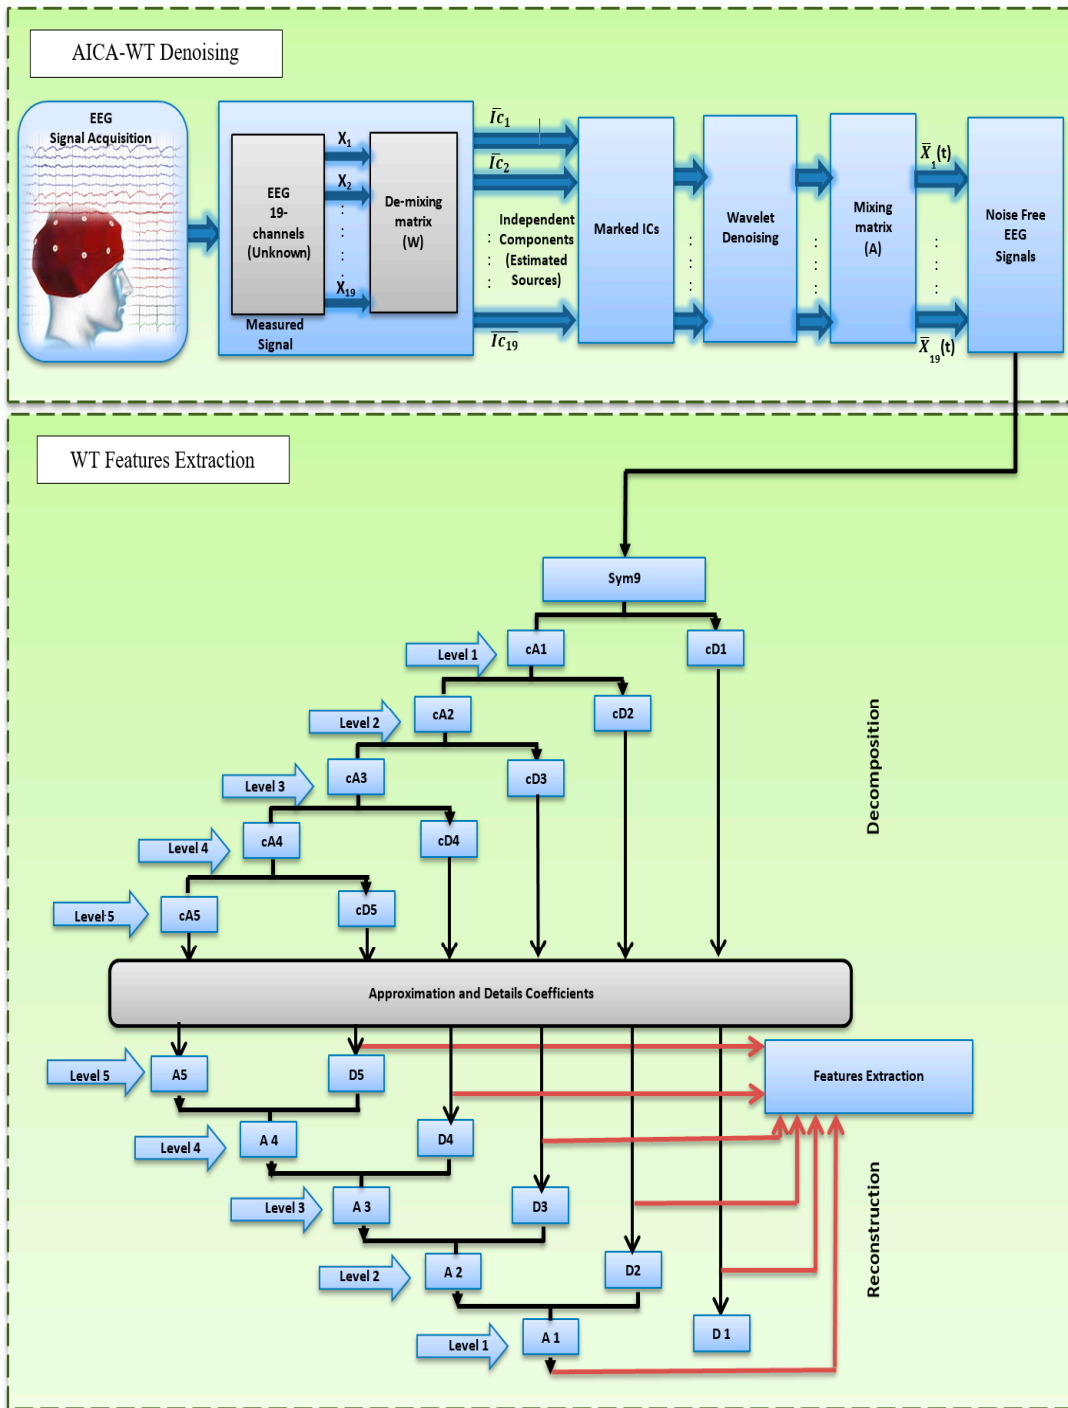 AICA-WT Denoising
EEG
Signal Acquisition
EEG
19-
channels
(Unknown)
Measured
Signal
X1
X2
X19
De-mixing
matrix
(W)
Ic1
Ic2
Independent
Components
(Estimated
Sources)
Ic19
Marked ICs
Wavelet
Denoising
Mixing
matrix
(A)
X̅1(t)
X̅19(t)
Noise Free
EEG
Signals
WT Features Extraction
Sym9
Level 1
cA1
cD1
Level 2
cA2
cD2
Level 3
cA3
cD3
Level 4
cA4
cD4
Level 5
cA5
cD5
Decomposition
Approximation and Details Coefficients
Level 5
A5
D5
Features Extraction
Level 4
A 4
D4
Level 3
A 3
D3
Level 2
A 2
D2
Level 1
A 1
D 1
Reconstruction